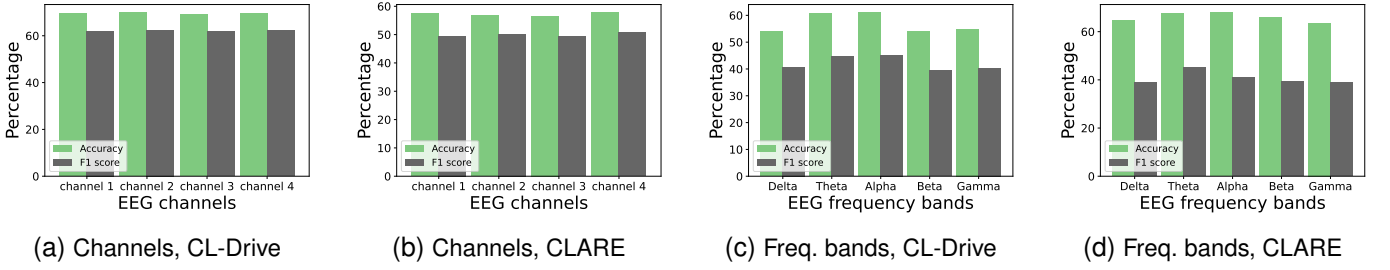 Percentage
60
40
20
0
Accuracy
F1 score
channel 1 channel 2 channel 3 channel 4
EEG channels
(a) Channels, CL-Drive
Percentage
60
50
40
30
20
10
0
Accuracy
F1 score
channel 1 channel 2 channel 3 channel 4
EEG channels
(b) Channels, CLARE
Percentage
60
50
40
30
20
10
0
Accuracy
F1 score
Delta Theta Alpha Beta Gamma
EEG frequency bands
(c) Freq. bands, CL-Drive
Percentage
60
40
20
0
Accuracy
F1 score
Delta Theta Alpha Beta Gamma
EEG frequency bands
(d) Freq. bands, CLARE